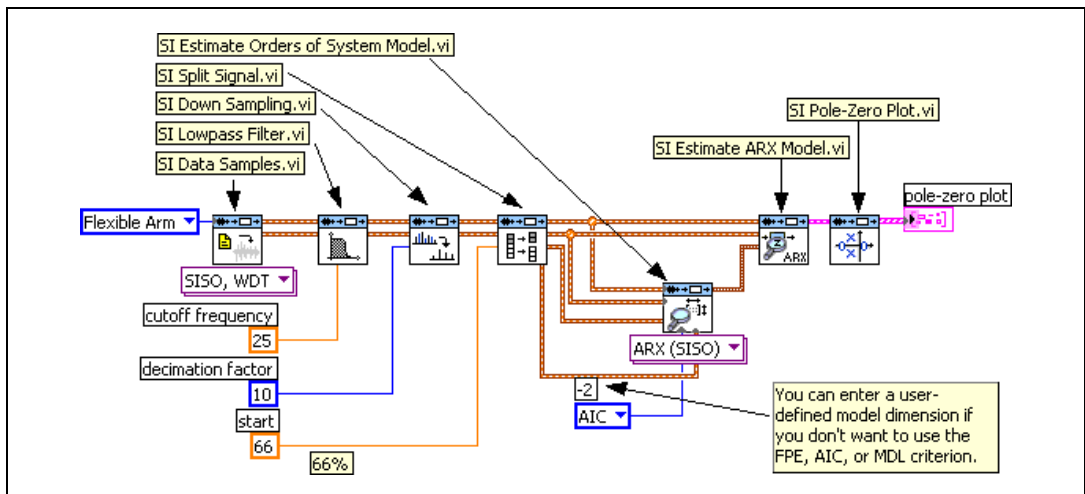 SI Estimate Orders of System Model.vi
SI Split Signal.vi
SI Down Sampling.vi
SI Lowpass Filter.vi
SI Data Samples.vi
SI Pole-Zero Plot.vi
SI Estimate ARX Model.vi
pole-zero plot
Flexible Arm
Z
ARX
SISO, WDT
cutoff frequency
25
ARX (SISO)
decimation factor
10
-2
AIC
start
66
66%
You can enter a user-
defined model dimension if
you don't want to use the
FPE, AIC, or MDL criterion.